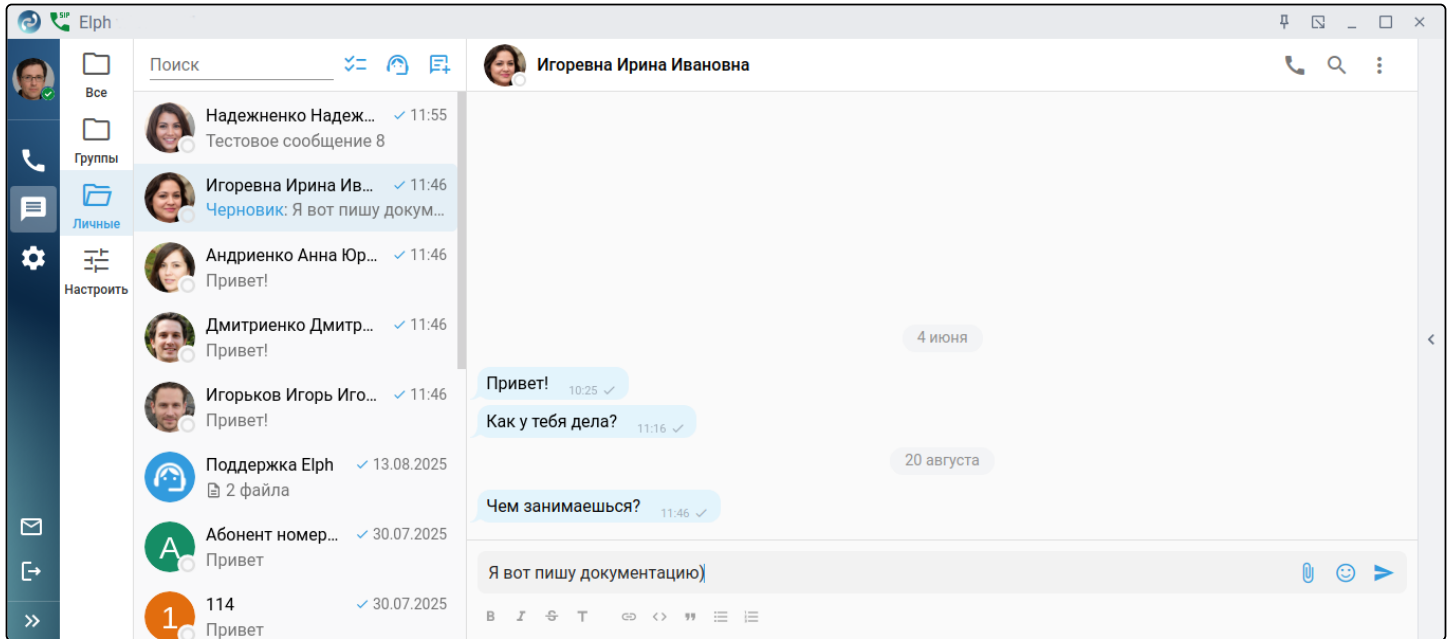 SIP
Elph
Все
Группы
Личные
Настроить
Поиск
Надежненко Надеж... 11:55
Тестовое сообщение 8
Игоревна Ирина Ив... 11:46
Черновик: Я вот пишу докум...
Андриенко Анна Юр... 11:46
Привет!
Дмитриенко Дмитр... 11:46
Привет!
Игорьков Игорь Иго... 11:46
Привет!
Поддержка Elph 13.08.2025
2 файла
А
Абонент номер... 30.07.2025
Привет
1
114 30.07.2025
Привет
Игоревна Ирина Ивановна
4 июня
Привет! 10:25
Как у тебя дела? 11:16
20 августа
Чем занимаешься? 11:46
Я вот пишу документацию)
B I S T